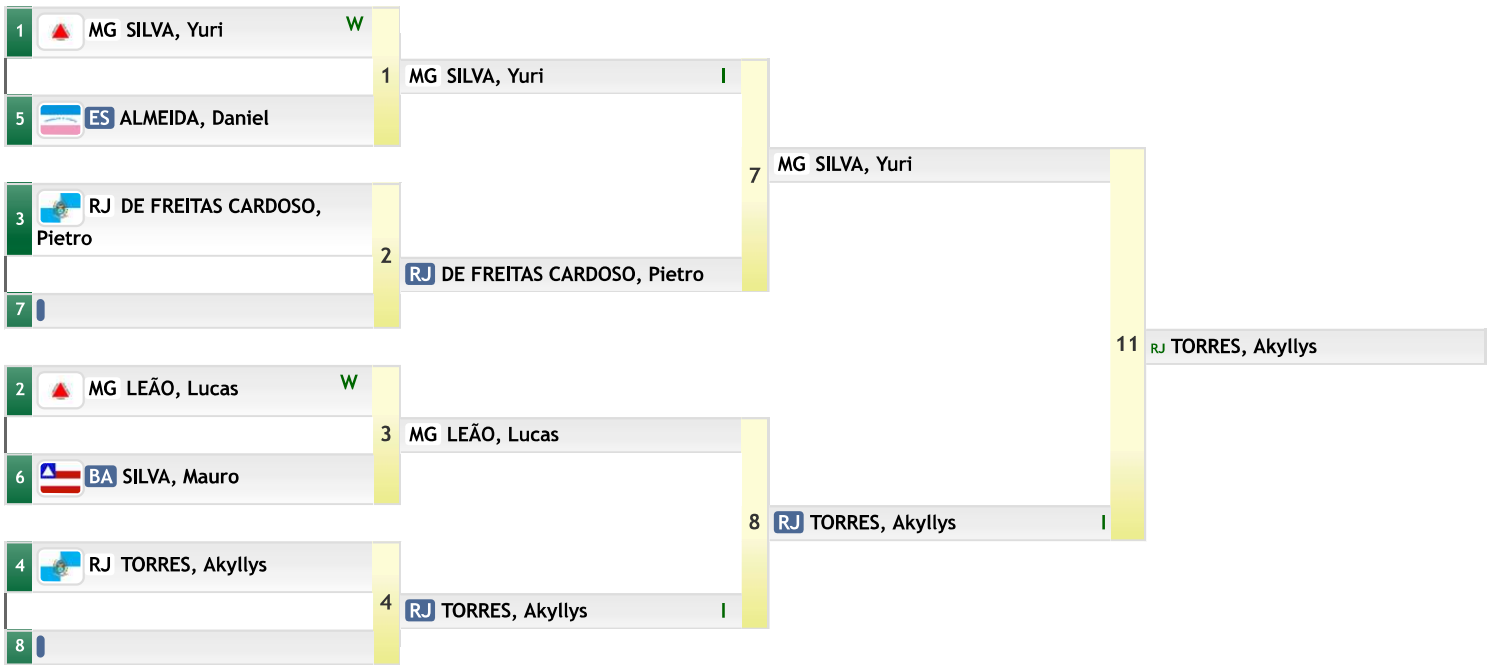 1 MG SILVA, Yuri W
5 ES ALMEIDA, Daniel
1
3 RJ DE FREITAS CARDOSO,
Pietro
7
2
2 MG LEÃO, Lucas W
6 BA SILVA, Mauro
3
4 RJ TORRES, Akyllys
8
4
MG SILVA, Yuri I
RJ DE FREITAS CARDOSO, Pietro
7
MG LEÃO, Lucas
RJ TORRES, Akyllys I
8
MG SILVA, Yuri
RJ TORRES, Akyllys I
11
RJ TORRES, Akyllys